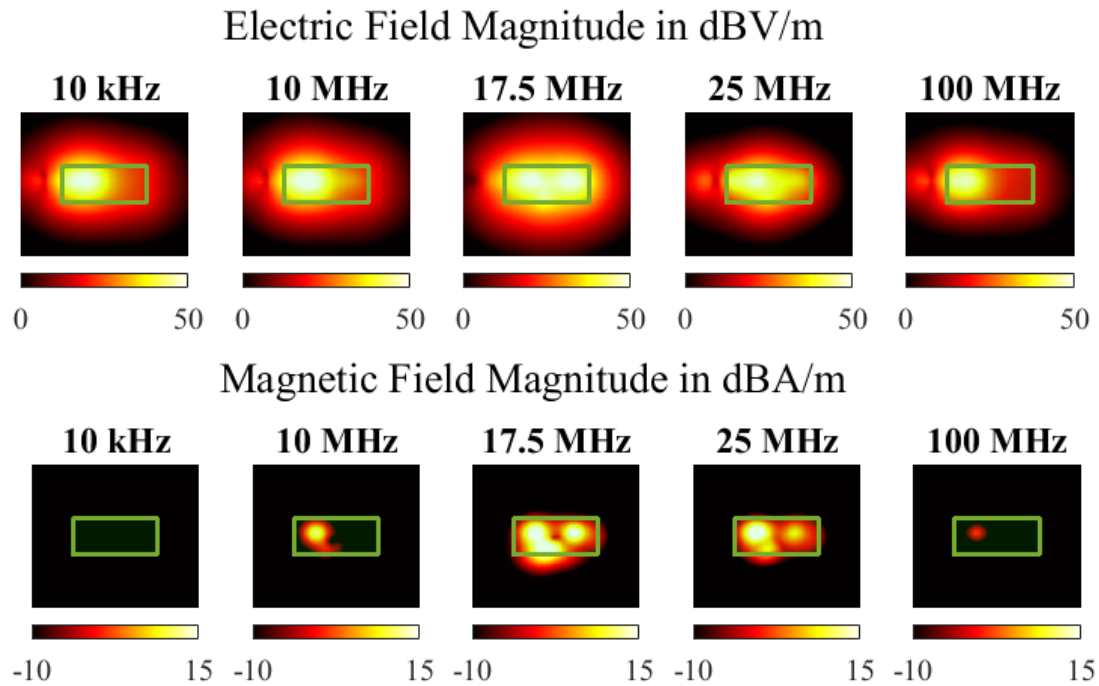 Electric Field Magnitude in dBV/m
10 kHz 10 MHz 17.5 MHz 25 MHz 100 MHz
0 50 0 50 0 50 0 50 0 50
Magnetic Field Magnitude in dBA/m
10 kHz 10 MHz 17.5 MHz 25 MHz 100 MHz
-10 15 -10 15 -10 15 -10 15 -10 15